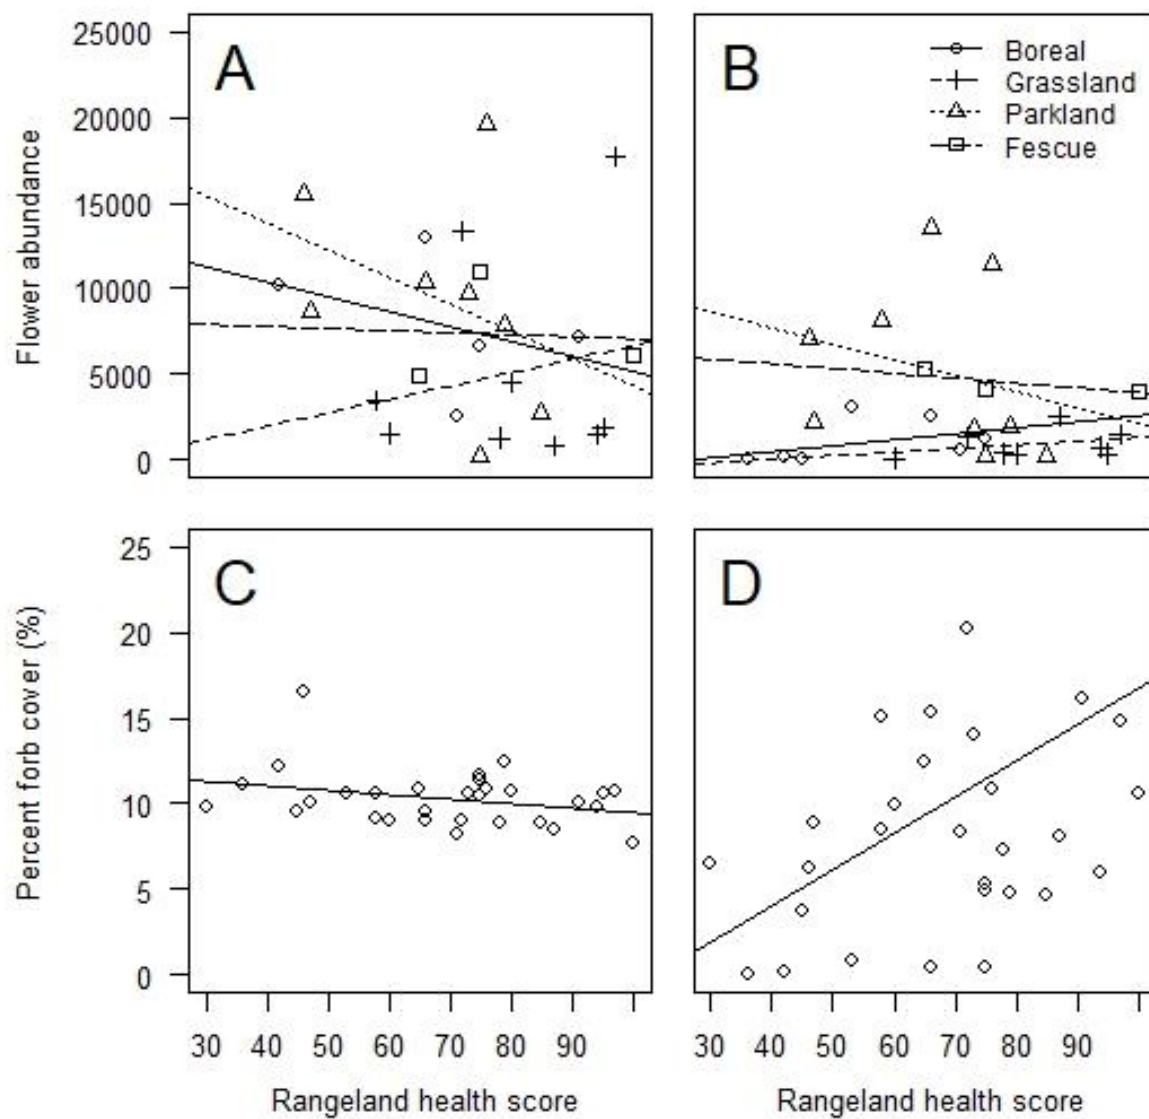 A
B
25000
20000
15000
10000
5000
0
Flower abundance
Boreal
Grassland
Parkland
Fescue
C
D
25
20
15
10
5
0
Percent forb cover (%)
30 40 50 60 70 80 90
30 40 50 60 70 80 90
Rangeland health score
Rangeland health score